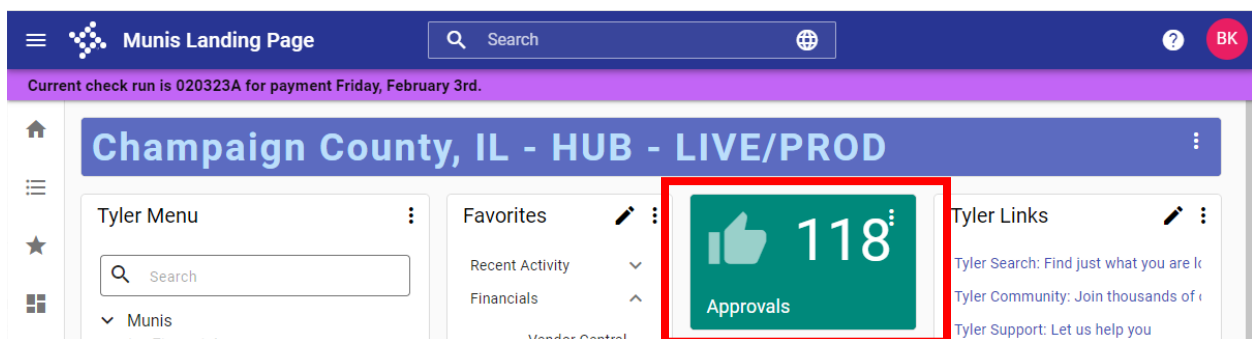 Munis Landing Page
Search
BK
Current check run is 020323A for payment Friday, February 3rd.
Champaign County, IL - HUB - LIVE/PROD
Tyler Menu
Search
Munis
Favorites
Recent Activity
Financials
Vendor Central
118
Approvals
Tyler Links
Tyler Search: Find just what you are lo
Tyler Community: Join thousands of
Tyler Support: Let us help you